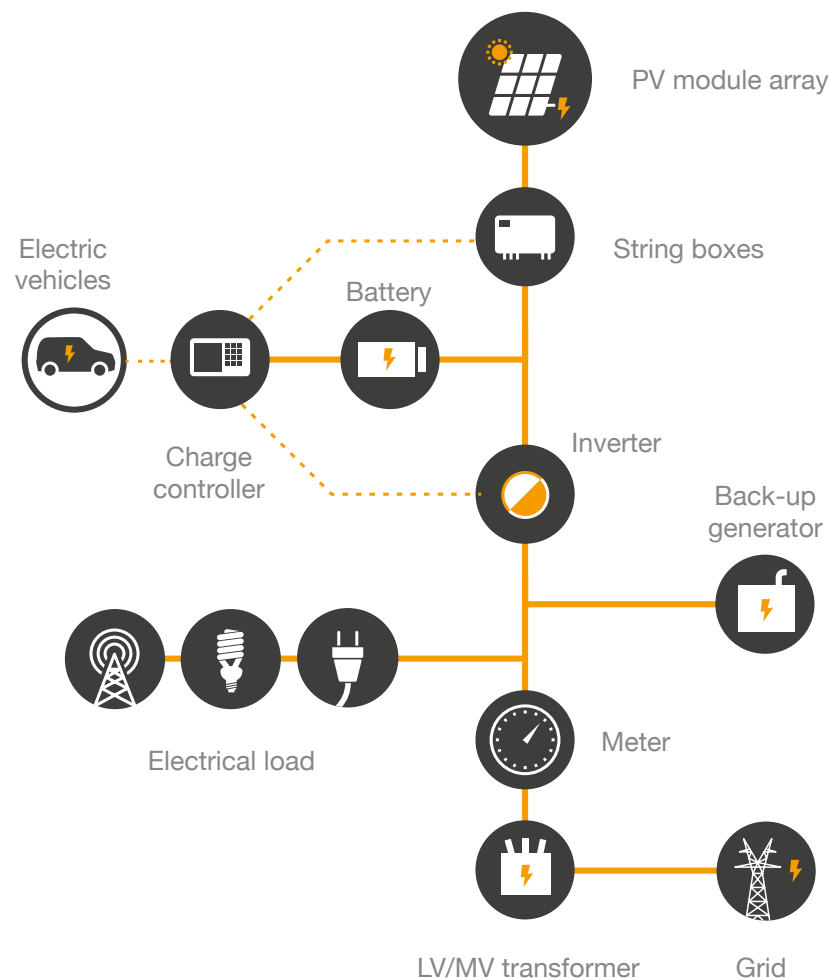 PV module array
String boxes
Electric
vehicles
Battery
Charge
controller
Inverter
Back-up
generator
Electrical load
Meter
LV/MV transformer
Grid